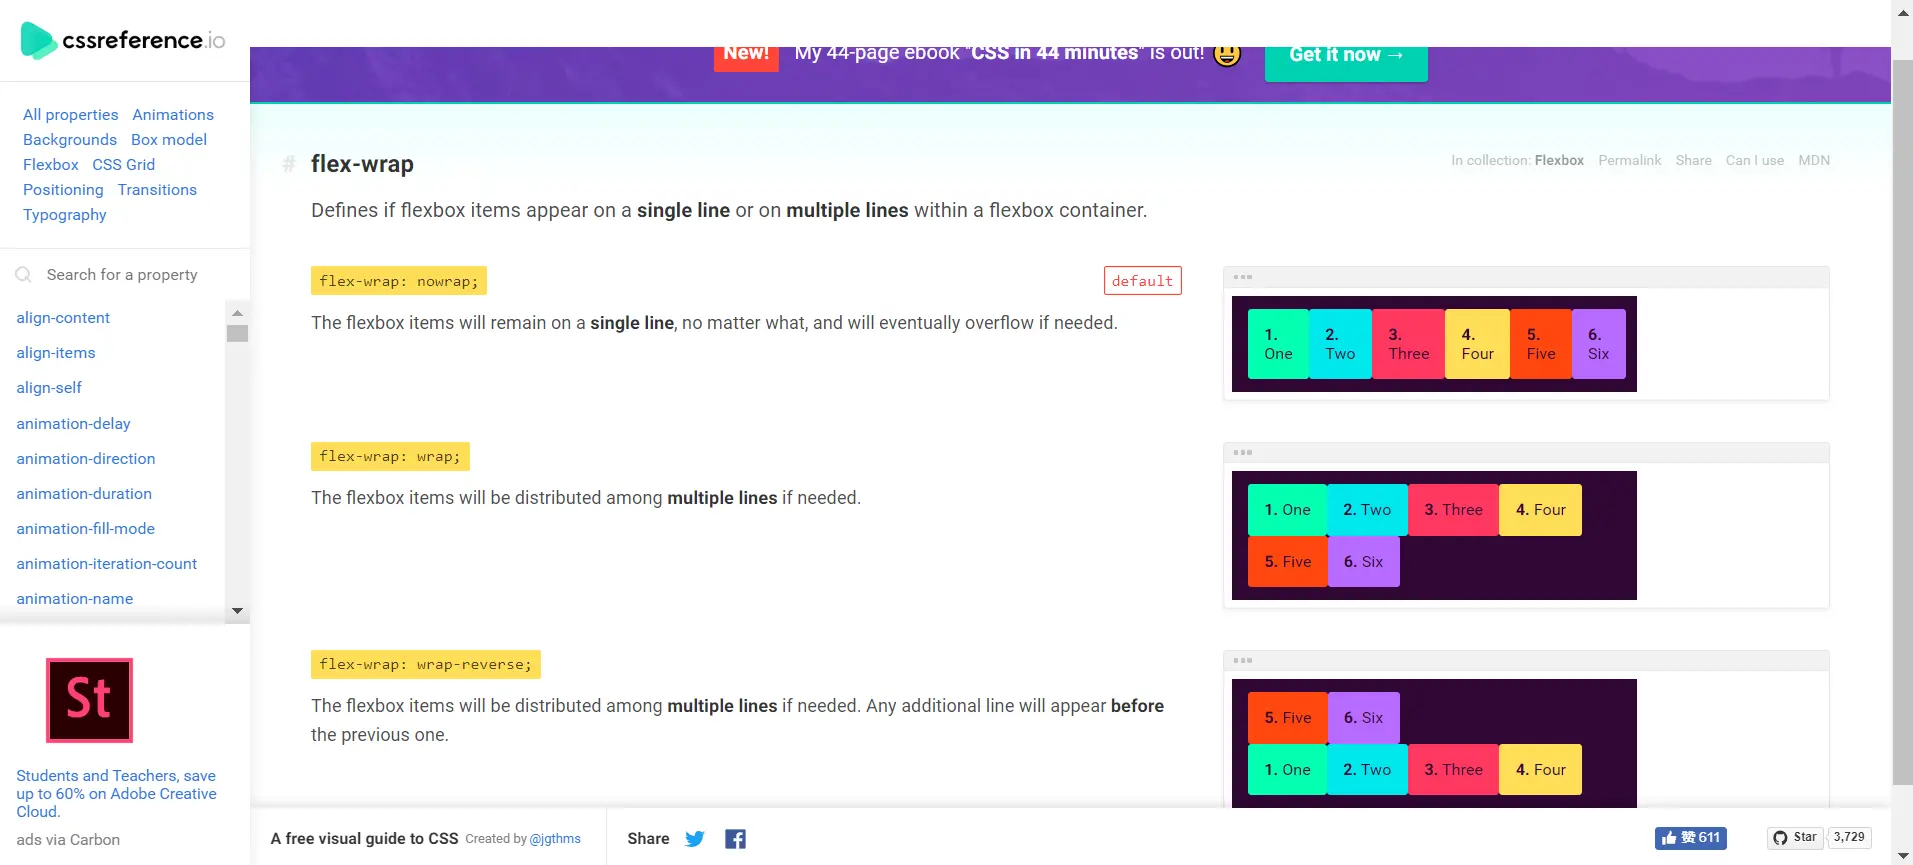 cssreference.io
New! My 44-page ebook "CSS in 44 minutes" is out! Get it now →
All properties Animations
Backgrounds Box model
Flexbox CSS Grid
Positioning Transitions
Typography
Search for a property
align-content
align-items
align-self
animation-delay
animation-direction
animation-duration
animation-fill-mode
animation-iteration-count
animation-name
St
Students and Teachers, save
up to 60% on Adobe Creative
Cloud.
ads via Carbon
# flex-wrap
In collection: Flexbox Permalink Share Can I use MDN
Defines if flexbox items appear on a single line or on multiple lines within a flexbox container.
flex-wrap: nowrap; default
The flexbox items will remain on a single line, no matter what, and will eventually overflow if needed.
1. 2. 3. 4. 5. 6.
One Two Three Four Five Six
flex-wrap: wrap;
The flexbox items will be distributed among multiple lines if needed.
1. One 2. Two 3. Three 4. Four
5. Five 6. Six
flex-wrap: wrap-reverse;
The flexbox items will be distributed among multiple lines if needed. Any additional line will appear before
the previous one.
5. Five 6. Six
1. One 2. Two 3. Three 4. Four
A free visual guide to CSS Created by @jgthms Share
赞 611
Star 3,729